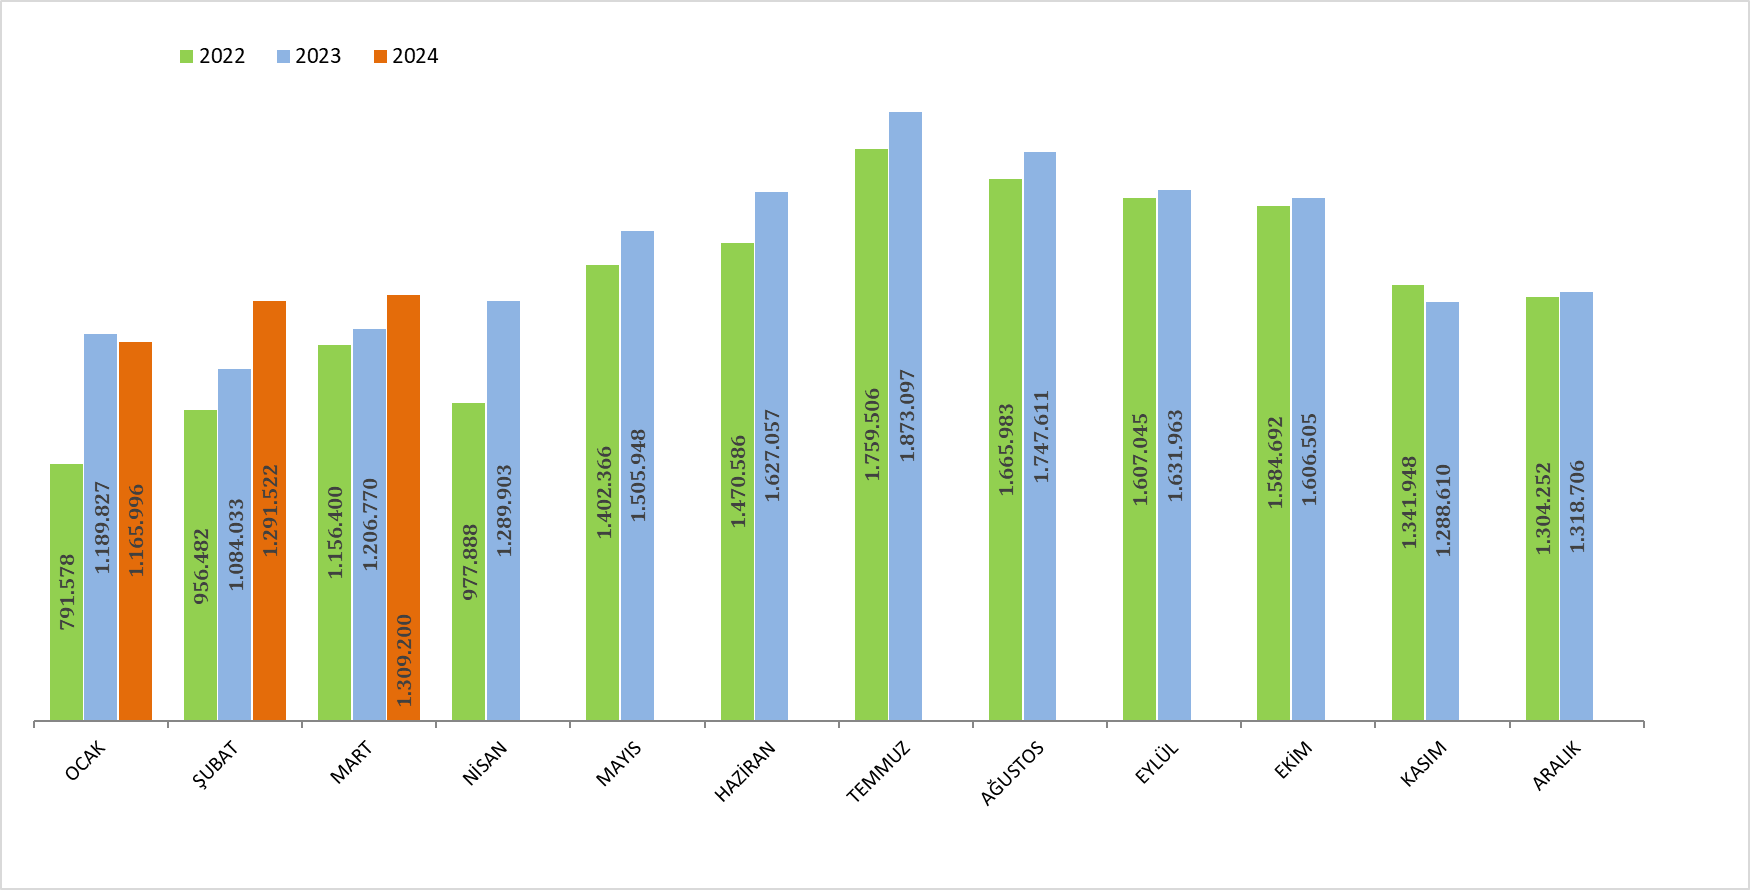 2022 2023 2024
791.578 1.189.827 1.165.996
956.482 1.084.033 1.291.522
1.156.400 1.206.770 1.309.200
977.888 1.289.903
1.402.366 1.505.948
1.470.586 1.627.057
1.759.506 1.873.097
1.665.983 1.747.611
1.607.045 1.631.963
1.584.692 1.606.505
1.341.948 1.288.610
1.304.252 1.318.706
OCAK
ŞUBAT
MART
NİSAN
MAYIS
HAZİRAN
TEMMUZ
AĞUSTOS
EYLÜL
EKİM
KASIM
ARALIK